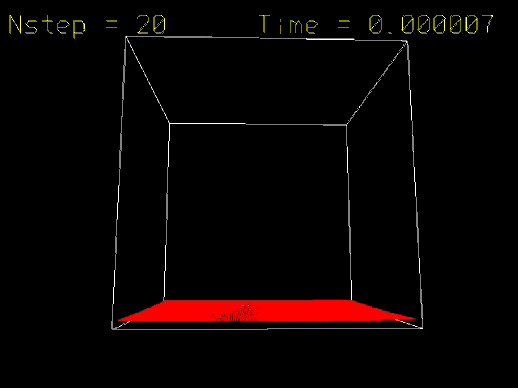 Nstep = 20 Time = 0.000007